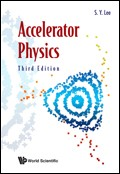 S. Y. Lee
Accelerator
Physics
Third Edition
World Scientific